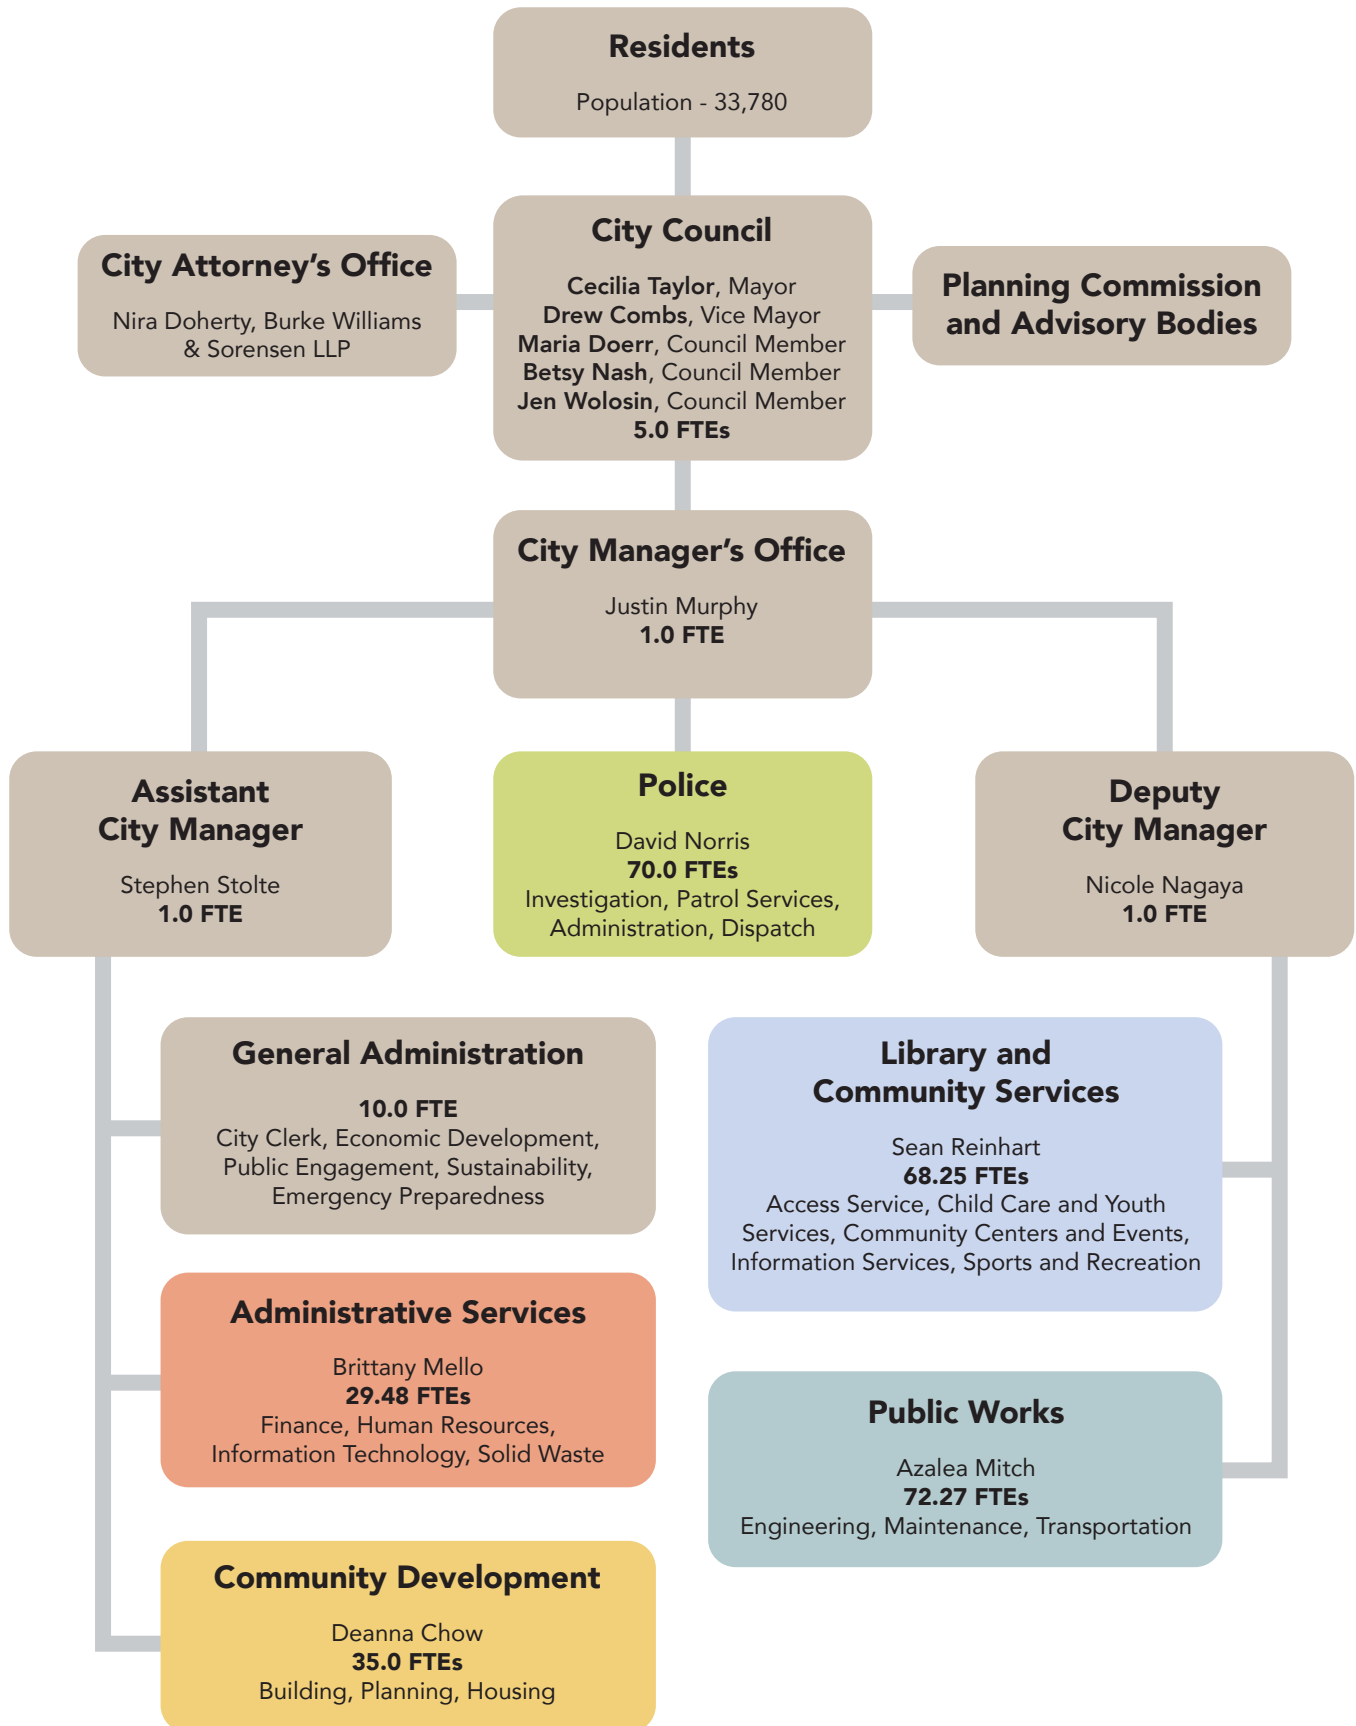 Residents
Population - 33,780
City Council
Cecilia Taylor, Mayor
Drew Combs, Vice Mayor
Maria Doerr, Council Member
Betsy Nash, Council Member
Jen Wolosin, Council Member
5.0 FTEs
City Attorney's Office
Nira Doherty, Burke Williams
& Sorensen LLP
Planning Commission
and Advisory Bodies
City Manager's Office
Justin Murphy
1.0 FTE
Assistant
City Manager
Stephen Stolte
1.0 FTE
Police
David Norris
70.0 FTEs
Investigation, Patrol Services,
Administration, Dispatch
Deputy
City Manager
Nicole Nagaya
1.0 FTE
General Administration
10.0 FTE
City Clerk, Economic Development,
Public Engagement, Sustainability,
Emergency Preparedness
Administrative Services
Brittany Mello
29.48 FTEs
Finance, Human Resources,
Information Technology, Solid Waste
Community Development
Deanna Chow
35.0 FTEs
Building, Planning, Housing
Library and
Community Services
Sean Reinhart
68.25 FTEs
Access Service, Child Care and Youth
Services, Community Centers and Events,
Information Services, Sports and Recreation
Public Works
Azalea Mitch
72.27 FTEs
Engineering, Maintenance, Transportation